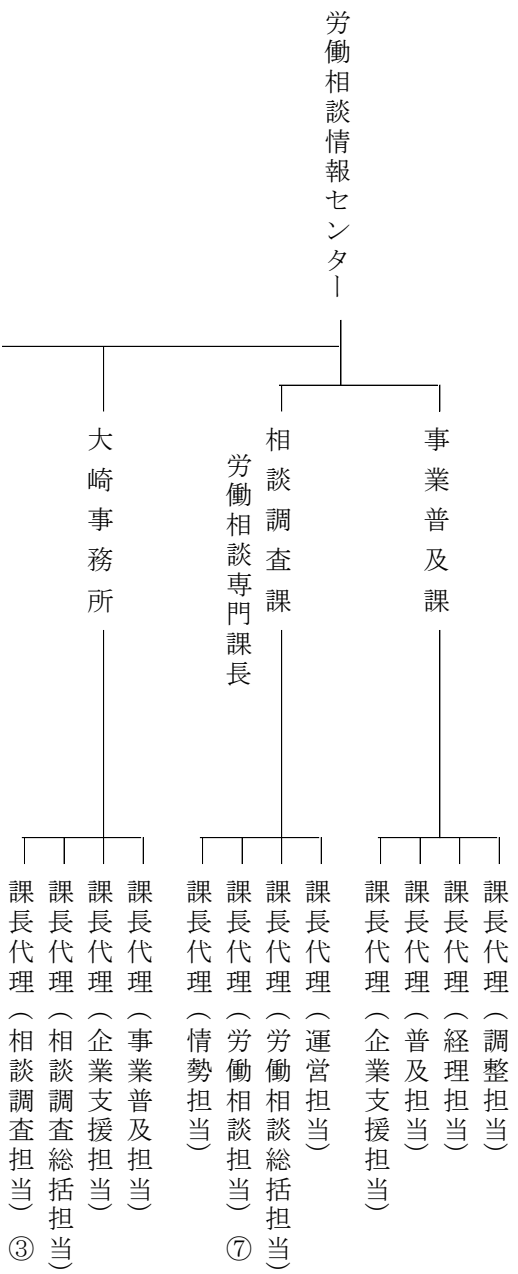 労働相談情報センター
事業普及課
課長代理（調整担当）
課長代理（経理担当）
課長代理（普及担当）
課長代理（企業支援担当）
相談調査課
労働相談専門課長
課長代理（運営担当）
課長代理（労働相談総括担当）
課長代理（労働相談担当）⑦
課長代理（情勢担当）
大崎事務所
課長代理（事業普及担当）
課長代理（企業支援担当）
課長代理（相談調査総括担当）
課長代理（相談調査担当）③